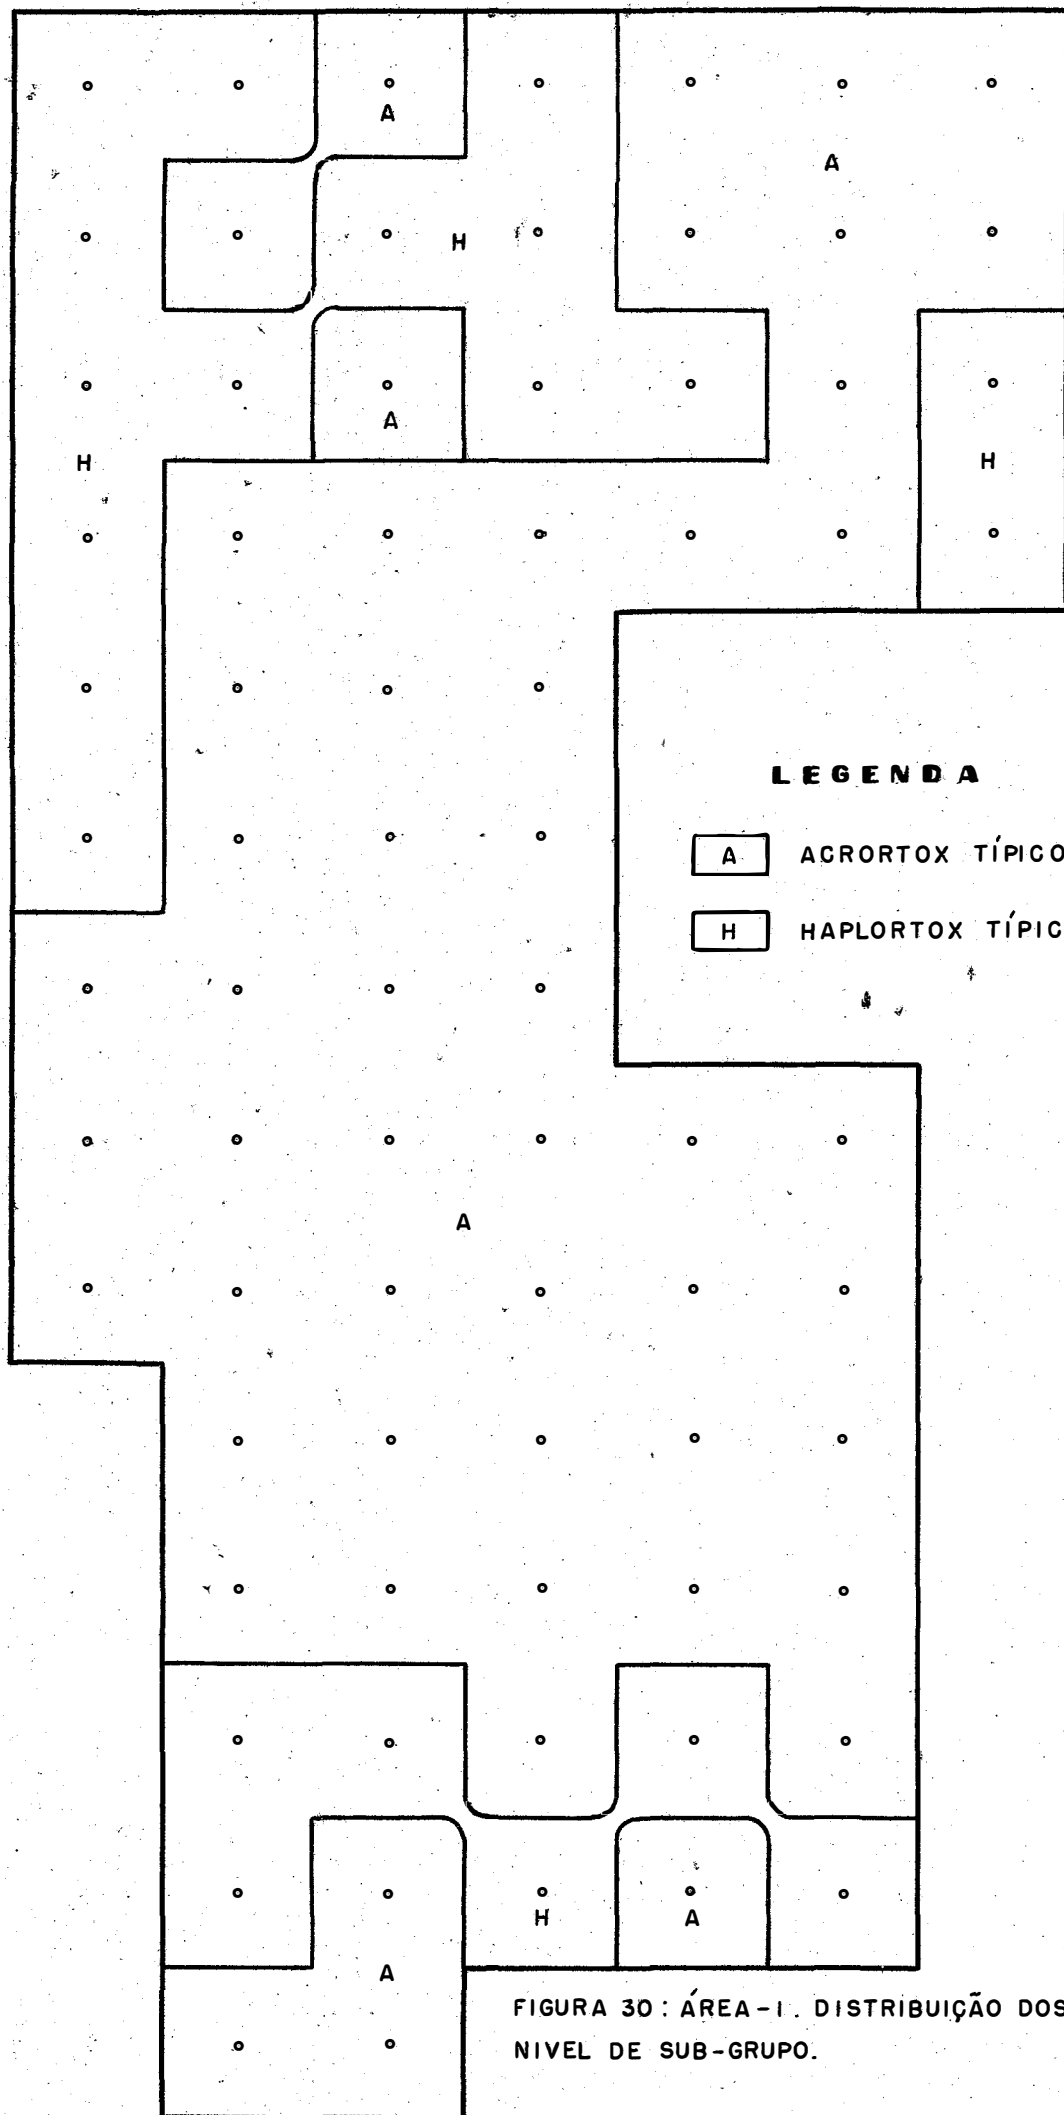 A
A
H
A
H
H
LEGENDA
A ACRORTOX TÍPICO
H HAPLORTOX TÍPIC
A
H
A
A
FIGURA 30: ÁREA-I. DISTRIBUIÇÃO DOS
NIVEL DE SUB-GRUPO.